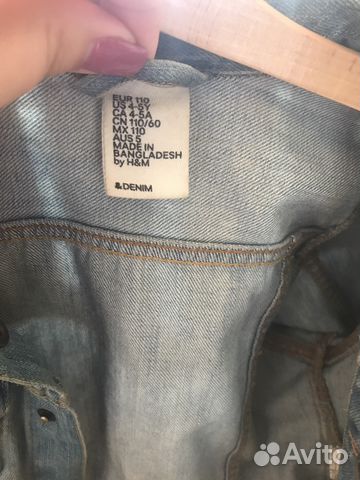 EUR 110
US 4-5Y
CA 4-5A
CN 110/60
MX 110
AUS 5
MADE IN
BANGLADESH
by H&M
&DENIM
Avito